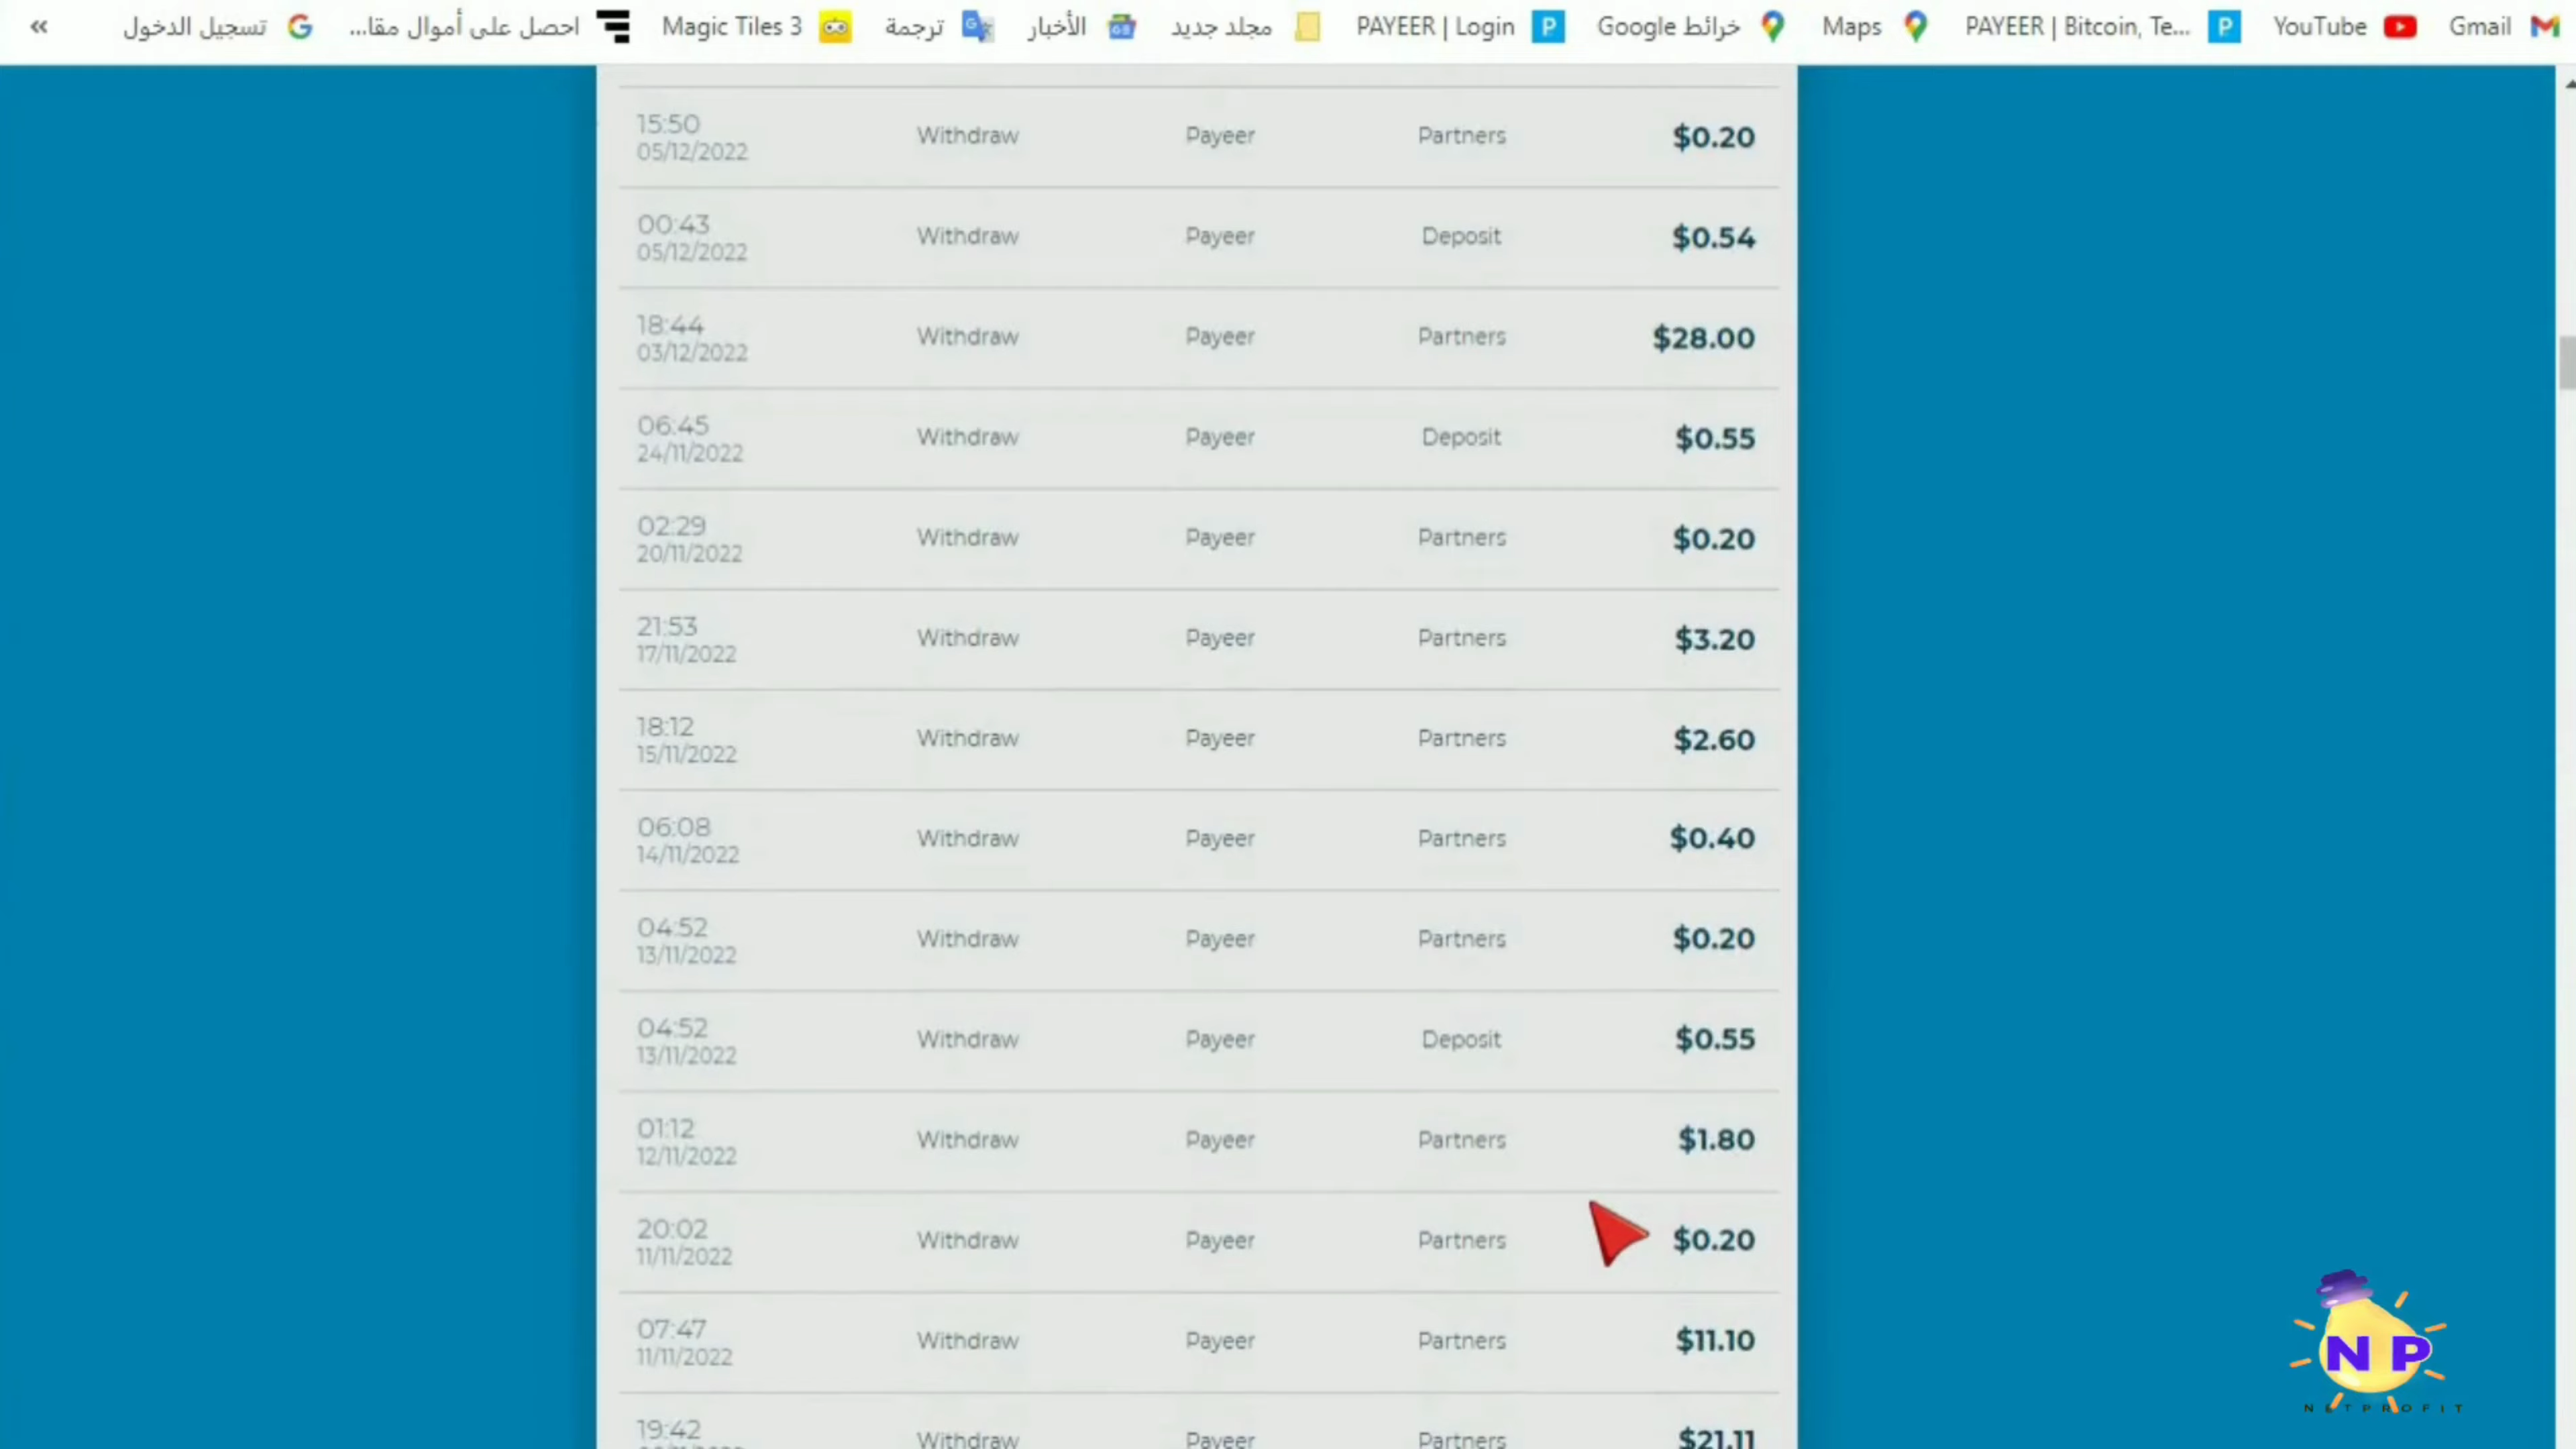 Gmail
YouTube
PAYEER | Bitcoin, Te...
Maps
خرائط Google
PAYEER | Login
مجلد جديد
الأخبار
ترجمة
Magic Tiles 3
احصل على أموال مقا...
تسجيل الدخول
»
15:50
05/12/2022
Withdraw Payeer Partners $0.20
00:43
05/12/2022
Withdraw Payeer Deposit $0.54
18:44
03/12/2022
Withdraw Payeer Partners $28.00
06:45
24/11/2022
Withdraw Payeer Deposit $0.55
02:29
20/11/2022
Withdraw Payeer Partners $0.20
21:53
17/11/2022
Withdraw Payeer Partners $3.20
18:12
15/11/2022
Withdraw Payeer Partners $2.60
06:08
14/11/2022
Withdraw Payeer Partners $0.40
04:52
13/11/2022
Withdraw Payeer Partners $0.20
04:52
13/11/2022
Withdraw Payeer Deposit $0.55
01:12
12/11/2022
Withdraw Payeer Partners $1.80
20:02
11/11/2022
Withdraw Payeer Partners $0.20
07:47
11/11/2022
Withdraw Payeer Partners $11.10
19:42
Withdraw Payeer Partners $21.11
N P
NETPROFIT